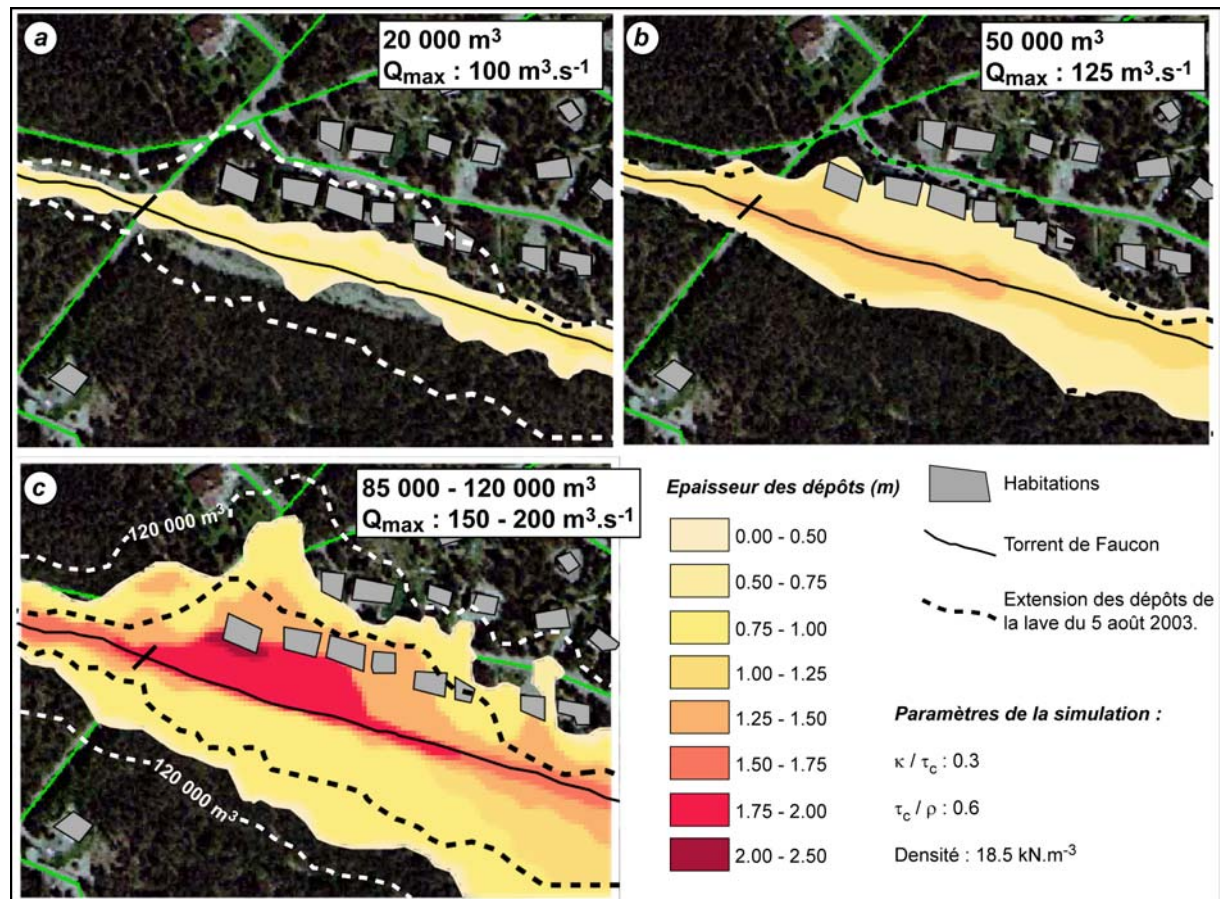 a
20 000 m³
Qmax : 100 m³.s⁻¹
b
50 000 m³
Qmax : 125 m³.s⁻¹
c
85 000 - 120 000 m³
Qmax : 150 - 200 m³.s⁻¹
120 000 m³
120 000 m³
Epaisseur des dépôts (m)
0.00 - 0.50
0.50 - 0.75
0.75 - 1.00
1.00 - 1.25
1.25 - 1.50
1.50 - 1.75
1.75 - 2.00
2.00 - 2.50
Habitations
Torrent de Faucon
Extension des dépôts de
la lave du 5 août 2003.
Paramètres de la simulation :
κ / τc : 0.3
τc / ρ : 0.6
Densité : 18.5 kN.m⁻³